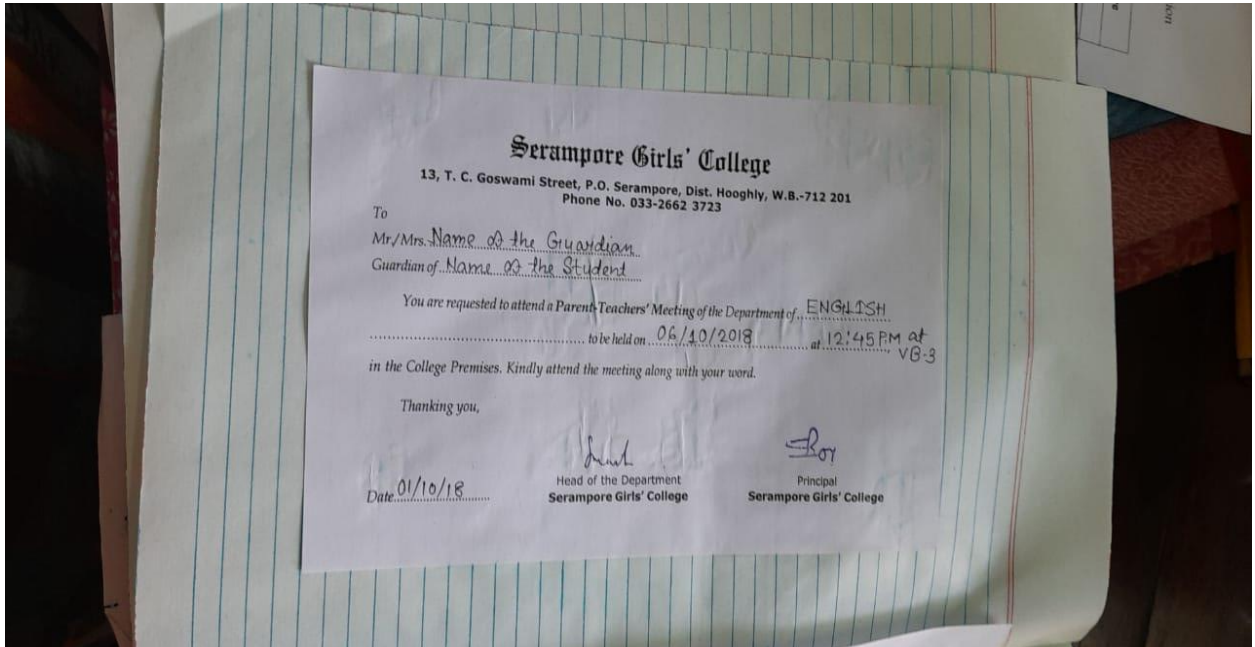 Serampore Girls' College
13, T. C. Goswami Street, P.O. Serampore, Dist. Hooghly, W.B.-712 201
Phone No. 033-2662 3723
To
Mr./Mrs. Name of the Guardian
Guardian of Name of the Student
You are requested to attend a Parent-Teachers' Meeting of the Department of ENGLISH
to be held on 06/10/2018 at 12:45 P.M at
VB-3
in the College Premises. Kindly attend the meeting along with your word.
Thanking you,
Roy
Head of the Department Principal
Date 01/10/18 Serampore Girls' College Serampore Girls' College